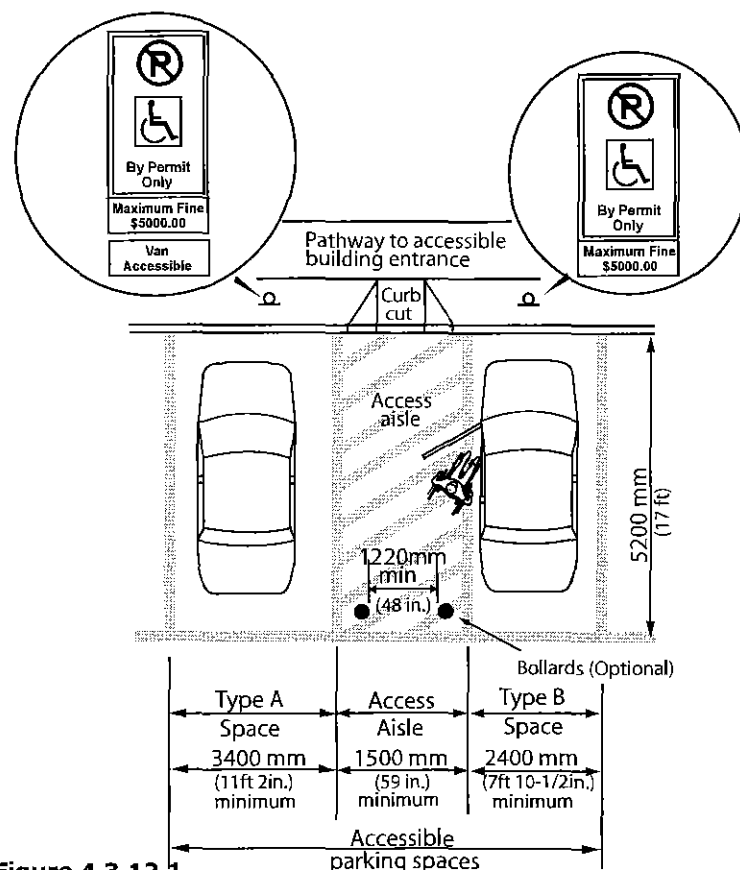 P
By Permit
Only
Maximum Fine
$5000.00
Van
Accessible
P
By Permit
Only
Maximum Fine
$5000.00
Pathway to accessible
building entrance
Curb
cut
Access
aisle
5200 mm
(17 ft)
1220mm
min
(48 in.)
Bollards (Optional)
Type A
Space
3400 mm
(11ft 2in.)
minimum
Access
Aisle
1500 mm
(59 in.)
minimum
Type B
Space
2400 mm
(7ft 10-1/2in.)
minimum
Accessible
parking spaces
Figure 4.3.12.1